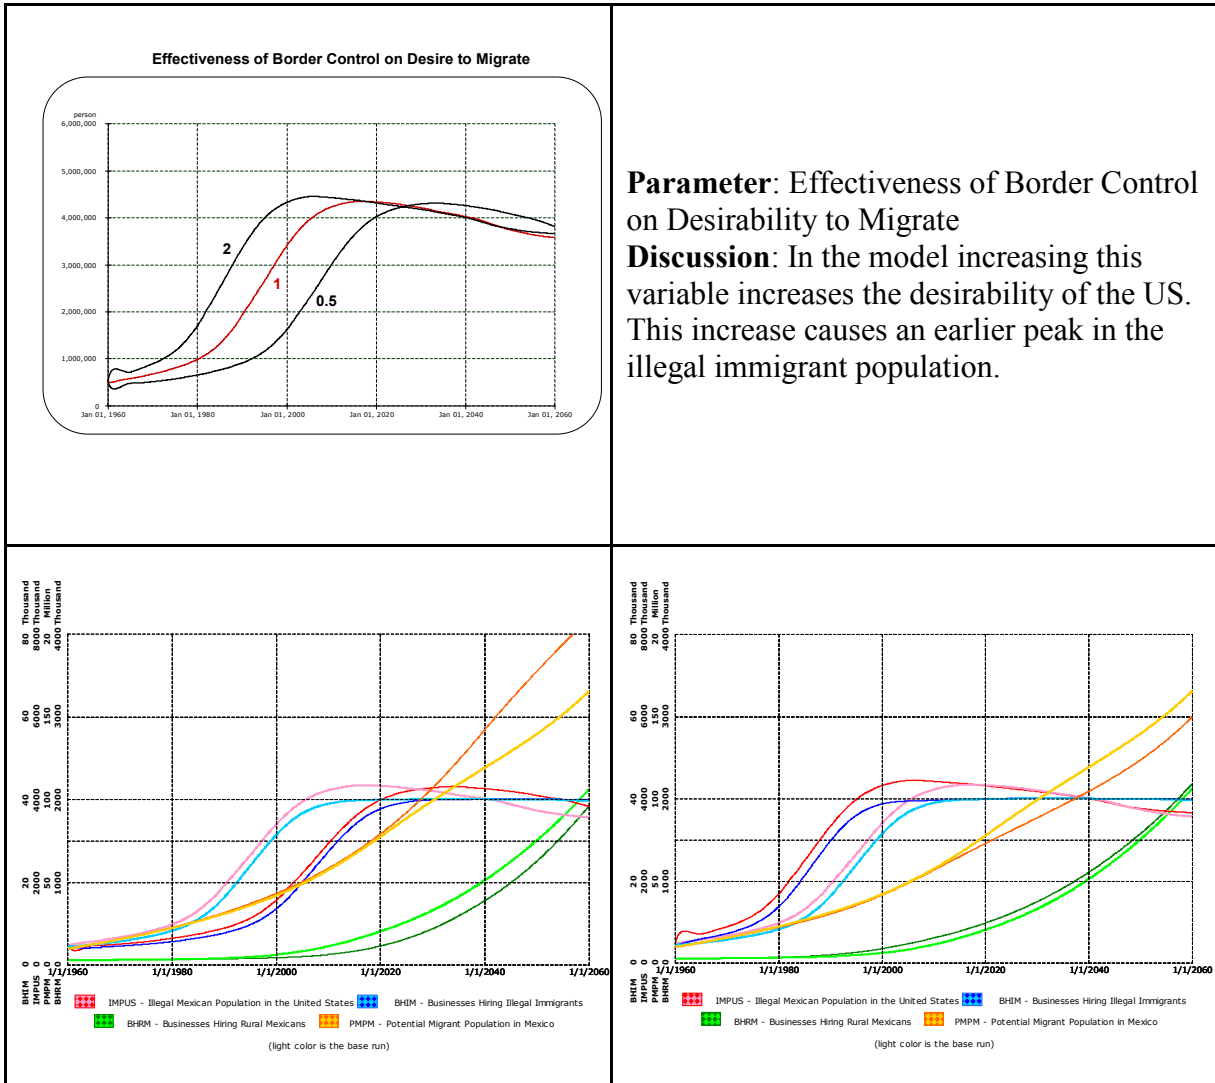 Effectiveness of Border Control on Desire to Migrate
person
6,000,000
5,000,000
4,000,000
3,000,000
2,000,000
1,000,000
0
2
1
0.5
Jan 01, 1960
Jan 01, 1980
Jan 01, 2000
Jan 01, 2020
Jan 01, 2040
Jan 01, 2060
Parameter: Effectiveness of Border Control
on Desirability to Migrate
Discussion: In the model increasing this
variable increases the desirability of the US.
This increase causes an earlier peak in the
illegal immigrant population.
80 Thousand
8000 Thousand
20 Million
4000 Thousand
60
6000
150
3000
40
4000
100
2000
20
2000
50
1000
0
0
0
0
BHIM
IMPUS
PMPM
BHRM
1/1/1960
1/1/1980
1/1/2000
1/1/2020
1/1/2040
1/1/2060
IMPUS - Illegal Mexican Population in the United States
BHIM - Businesses Hiring Illegal Immigrants
BHRM - Businesses Hiring Rural Mexicans
PMPM - Potential Migrant Population in Mexico
(light color is the base run)
80 Thousand
8000 Thousand
20 Million
4000 Thousand
60
6000
150
3000
40
4000
100
2000
20
2000
50
1000
0
0
0
0
BHIM
IMPUS
PMPM
BHRM
1/1/1960
1/1/1980
1/1/2000
1/1/2020
1/1/2040
1/1/2060
IMPUS - Illegal Mexican Population in the United States
BHIM - Businesses Hiring Illegal Immigrants
BHRM - Businesses Hiring Rural Mexicans
PMPM - Potential Migrant Population in Mexico
(light color is the base run)